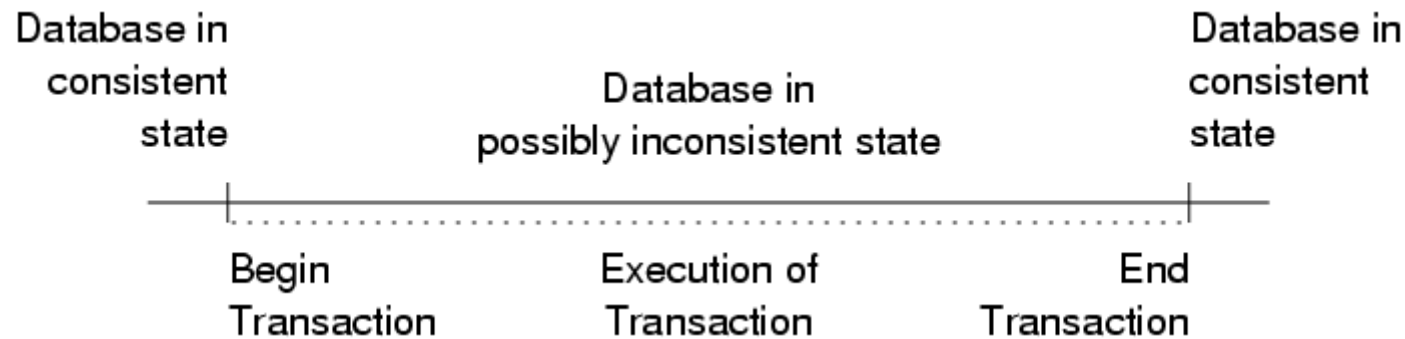 Database in
consistent
state
Database in
possibly inconsistent state
Database in
consistent
state
Begin
Transaction
Execution of
Transaction
End
Transaction